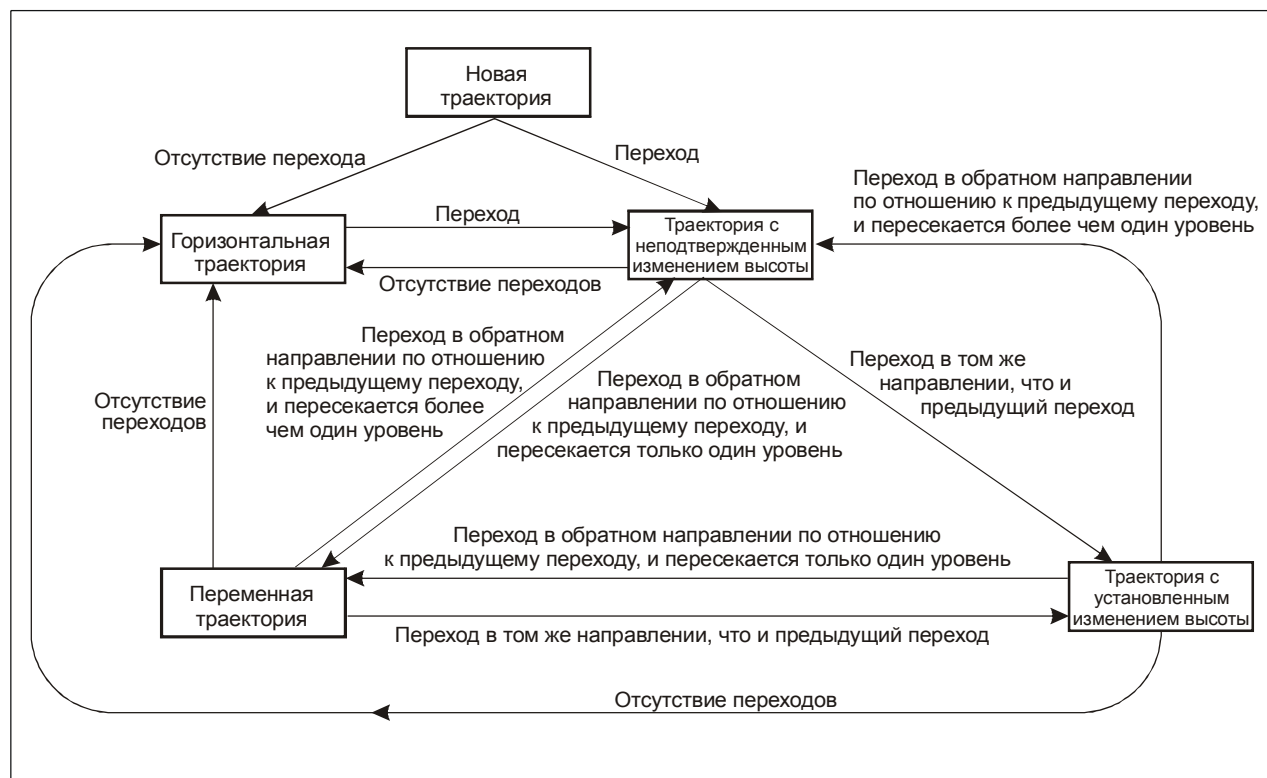 Новая
траектория
Отсутствие перехода
Переход
Переход в обратном направлении
по отношению к предыдущему переходу,
и пересекается более чем один уровень
Горизонтальная
траектория
Переход
Траектория с
неподтвержденным
изменением высоты
Отсутствие переходов
Переход в обратном
направлении по отношению
к предыдущему переходу,
и пересекается более
чем один уровень
Переход в обратном
направлении по отношению
к предыдущему переходу, и
пересекается только один уровень
Переход в том же
направлении, что и
предыдущий переход
Отсутствие
переходов
Переход в обратном направлении по отношению
к предыдущему переходу, и пересекается только один уровень
Переменная
траектория
Траектория с
установленным
изменением высоты
Переход в том же направлении, что и предыдущий переход
Отсутствие переходов